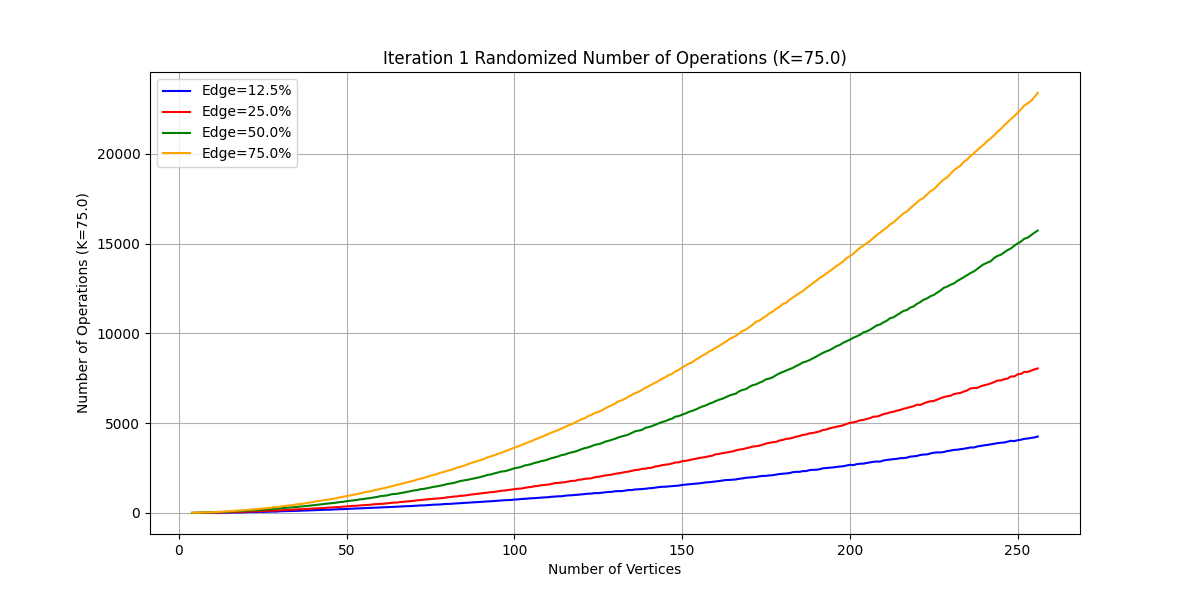 Iteration 1 Randomized Number of Operations (K=75.0)
Edge=12.5%
Edge=25.0%
Edge=50.0%
Edge=75.0%
Number of Operations (K=75.0)
20000
15000
10000
5000
0
0 50 100 150 200 250
Number of Vertices